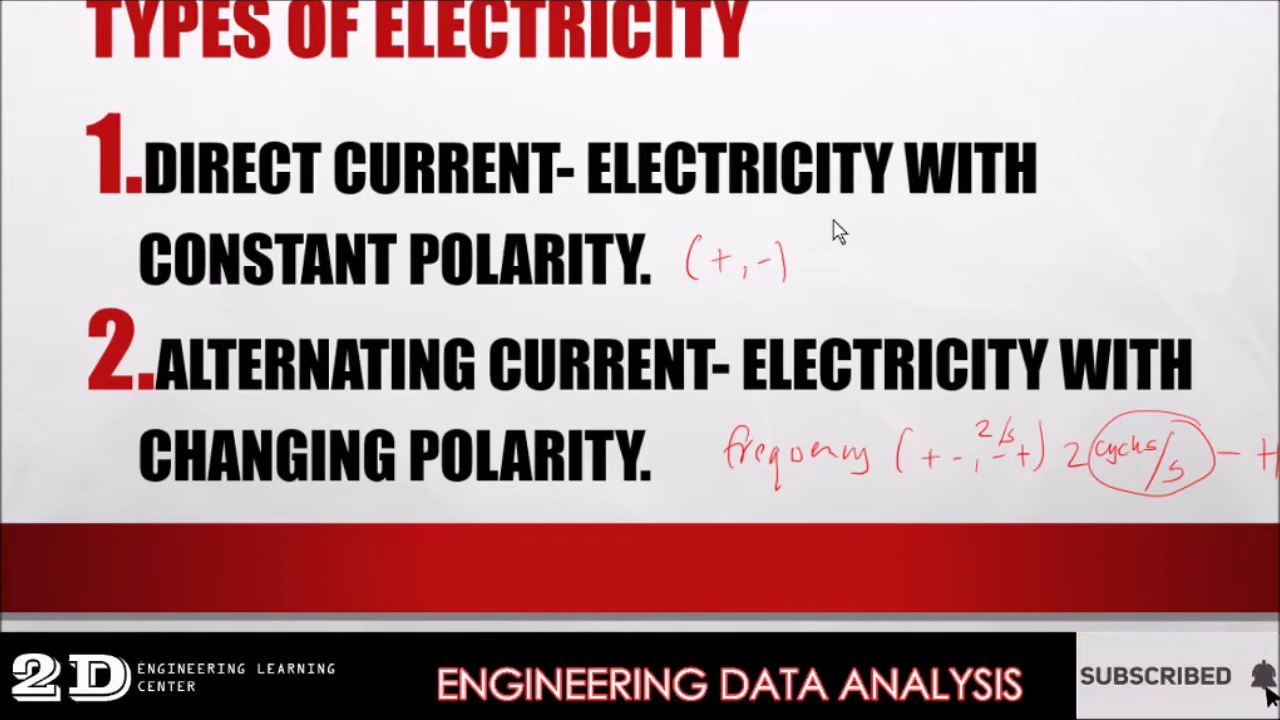 TYPES OF ELECTRICITY
1.DIRECT CURRENT- ELECTRICITY WITH
CONSTANT POLARITY. (+,-)
2.ALTERNATING CURRENT- ELECTRICITY WITH
CHANGING POLARITY. frequency (+-, 2/s -+) 2 cycles/s -
2D ENGINEERING LEARNING
CENTER
ENGINEERING DATA ANALYSIS
SUBSCRIBED